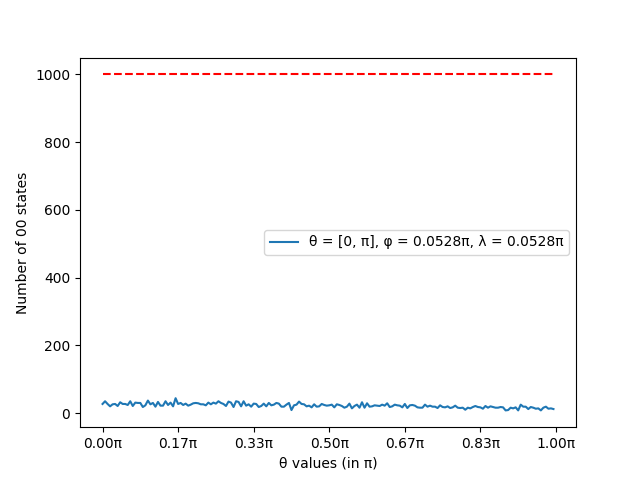 1000
800
600
400
200
0
Number of 00 states
θ = [0, π], φ = 0.0528π, λ = 0.0528π
0.00π 0.17π 0.33π 0.50π 0.67π 0.83π 1.00π
θ values (in π)